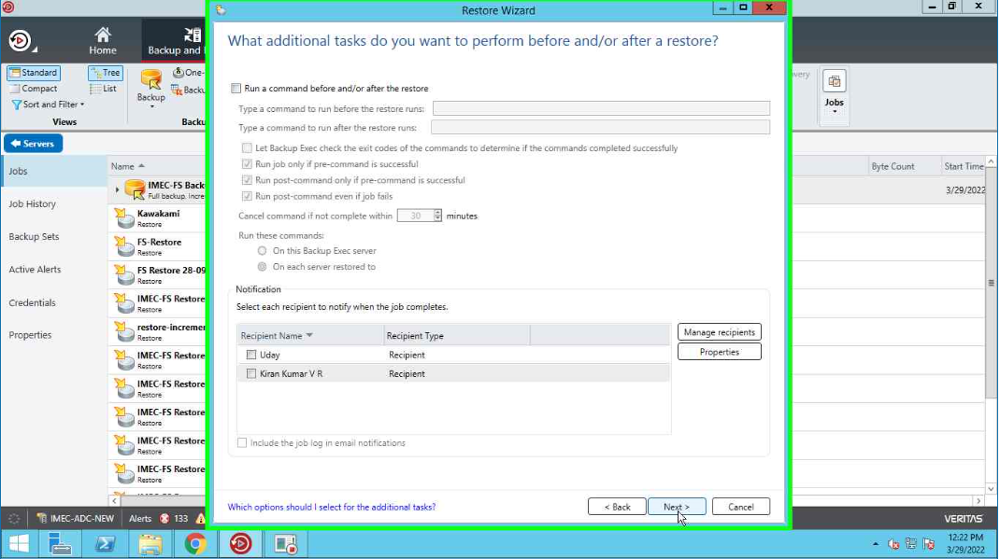 Restore Wizard
Home
Backup and
Standard
Compact
Sort and Filter
Views
Tree
List
Backup
One-
Backu
Backu
very
Jobs
Servers
Jobs
Job History
Backup Sets
Active Alerts
Credentials
Properties
Name
IMEC-FS Back
Full backup, Incre
Kawakami
Restore
FS-Restore
Restore
FS Restore 28-09
Restore
IMEC-FS Restore
Restore
restore-increme
Restore
IMEC-FS Restore
Restore
IMEC-FS Restore
Restore
IMEC-FS Restore
Restore
IMEC-FS Restore
Restore
IMEC-FS Restore
Restore
Byte Count
Start Time
3/29/2022
What additional tasks do you want to perform before and/or after a restore?
Run a command before and/or after the restore
Type a command to run before the restore runs:
Type a command to run after the restore runs:
Let Backup Exec check the exit codes of the commands to determine if the commands completed successfully
Run job only if pre-command is successful
Run post-command only if pre-command is successful
Run post-command even if job fails
Cancel command if not complete within 30 minutes
Run these commands:
On this Backup Exec server
On each server restored to
Notification
Select each recipient to notify when the job completes.
Recipient Name Recipient Type
Uday Recipient
Kiran Kumar V R Recipient
Manage recipients
Properties
Include the job log in email notifications
Which options should I select for the additional tasks?
< Back Next > Cancel
IMEC-ADC-NEW Alerts 133
VERITAS
12:22 PM
3/29/2022